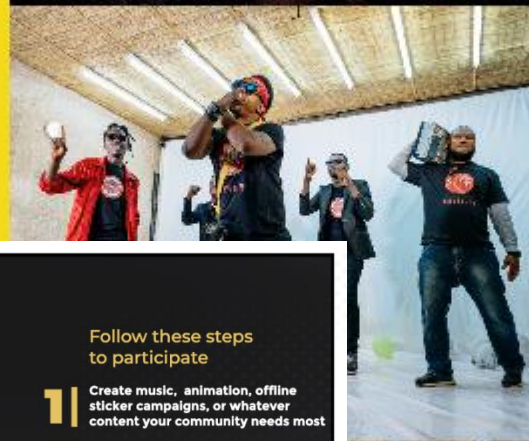 Follow these steps
to participate
1
Create music, animation, offline
sticker campaigns, or whatever
content your community needs most